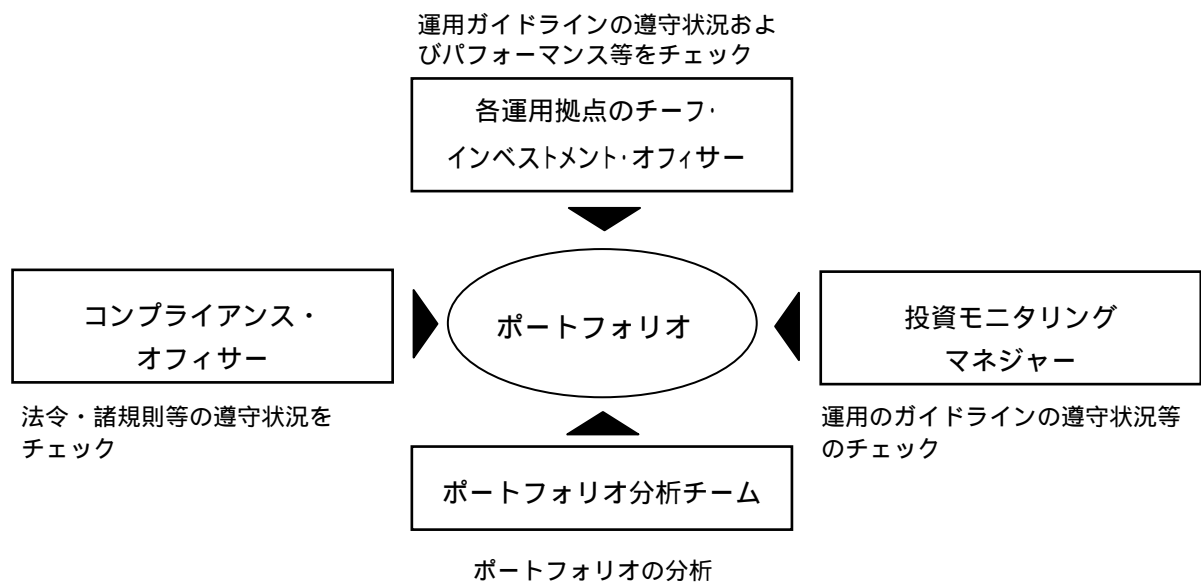 運用ガイドラインの遵守状況およ
びパフォーマンス等をチェック
各運用拠点のチーフ・
インベストメント・オフィサー
コンプライアンス・
オフィサー
法令・諸規則等の遵守状況を
チェック
ポートフォリオ
投資モニタリング
マネジャー
運用のガイドラインの遵守状況等
のチェック
ポートフォリオ分析チーム
ポートフォリオの分析